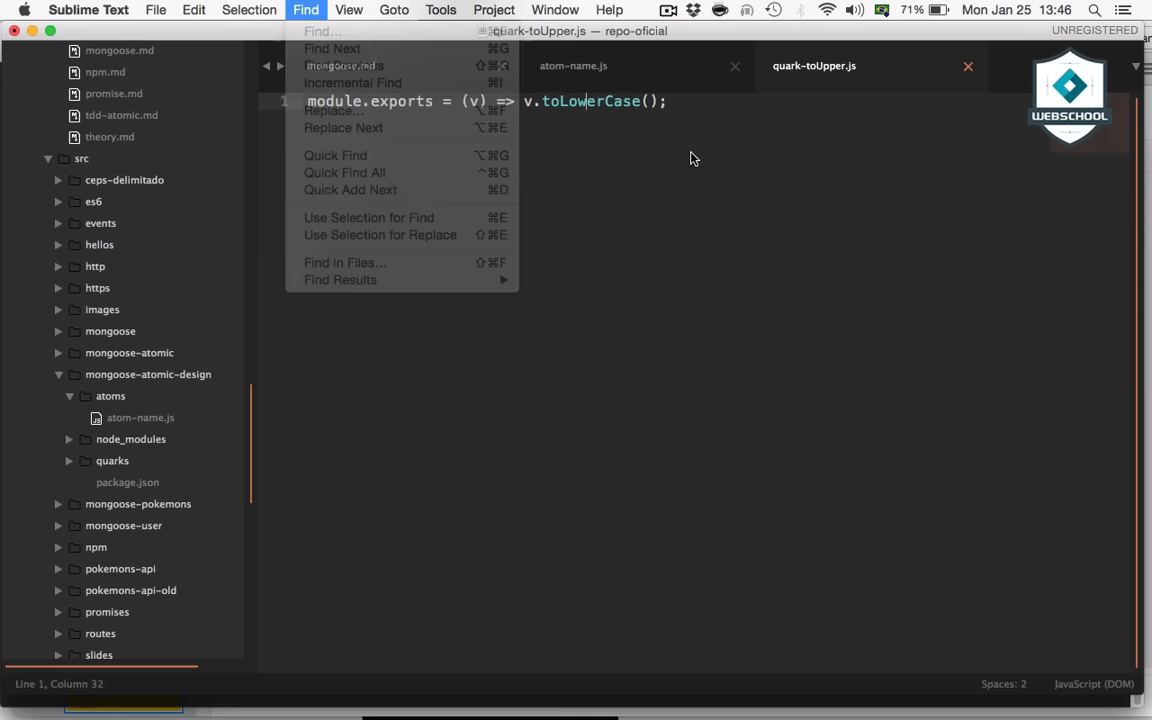 Sublime Text File Edit Selection Find View Goto Tools Project Window Help 71% Mon Jan 25 13:46
quark-toUpper.js — repo-oficial UNREGISTERED
mongoose.md
npm.md
promise.md
tdd-atomic.md
theory.md
src
ceps-delimitado
es6
events
hellos
http
https
images
mongoose
mongoose-atomic
mongoose-atomic-design
atoms
atom-name.js
node_modules
quarks
package.json
mongoose-pokemons
mongoose-user
npm
pokemons-api
pokemons-api-old
promises
routes
slides
Find...
Find Next ⌘G
⇧⌘G
Incremental Find ⌘I
Replace... ⌥⌘F
Replace Next ⌥⌘E
Quick Find ⌥⌘G
Quick Find All ^⌘G
Quick Add Next ⌘D
Use Selection for Find ⌘E
Use Selection for Replace ⇧⌘E
Find in Files... ⇧⌘F
Find Results
mongoose.md atom-name.js quark-toUpper.js
1 module.exports = (v) => v.toLowerCase();
WEBSCHOOL
Line 1, Column 32 Spaces: 2 JavaScript (DOM)